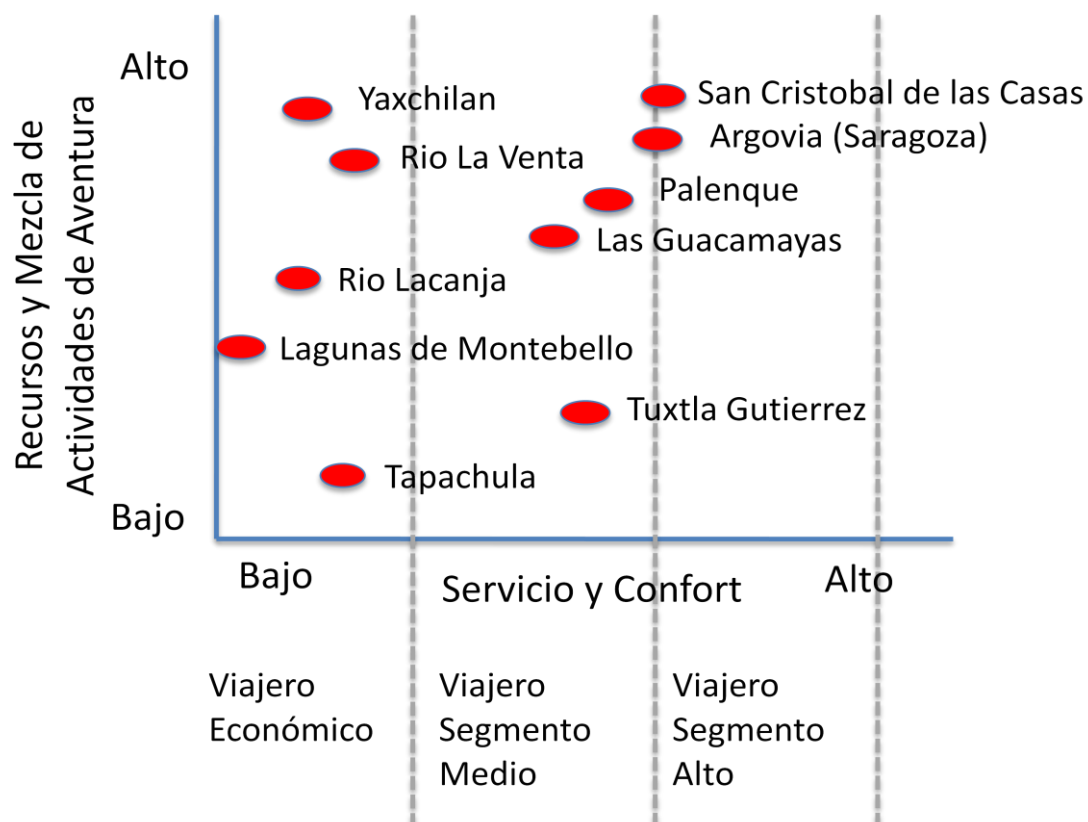 Alto
Recursos y Mezcla de
Actividades de Aventura
Yaxchilan
San Cristobal de las Casas
Argovia (Saragoza)
Rio La Venta
Palenque
Las Guacamayas
Rio Lacanja
Lagunas de Montebello
Tuxtla Gutierrez
Tapachula
Bajo
Bajo
Servicio y Confort
Alto
Viajero
Económico
Viajero
Segmento
Medio
Viajero
Segmento
Alto